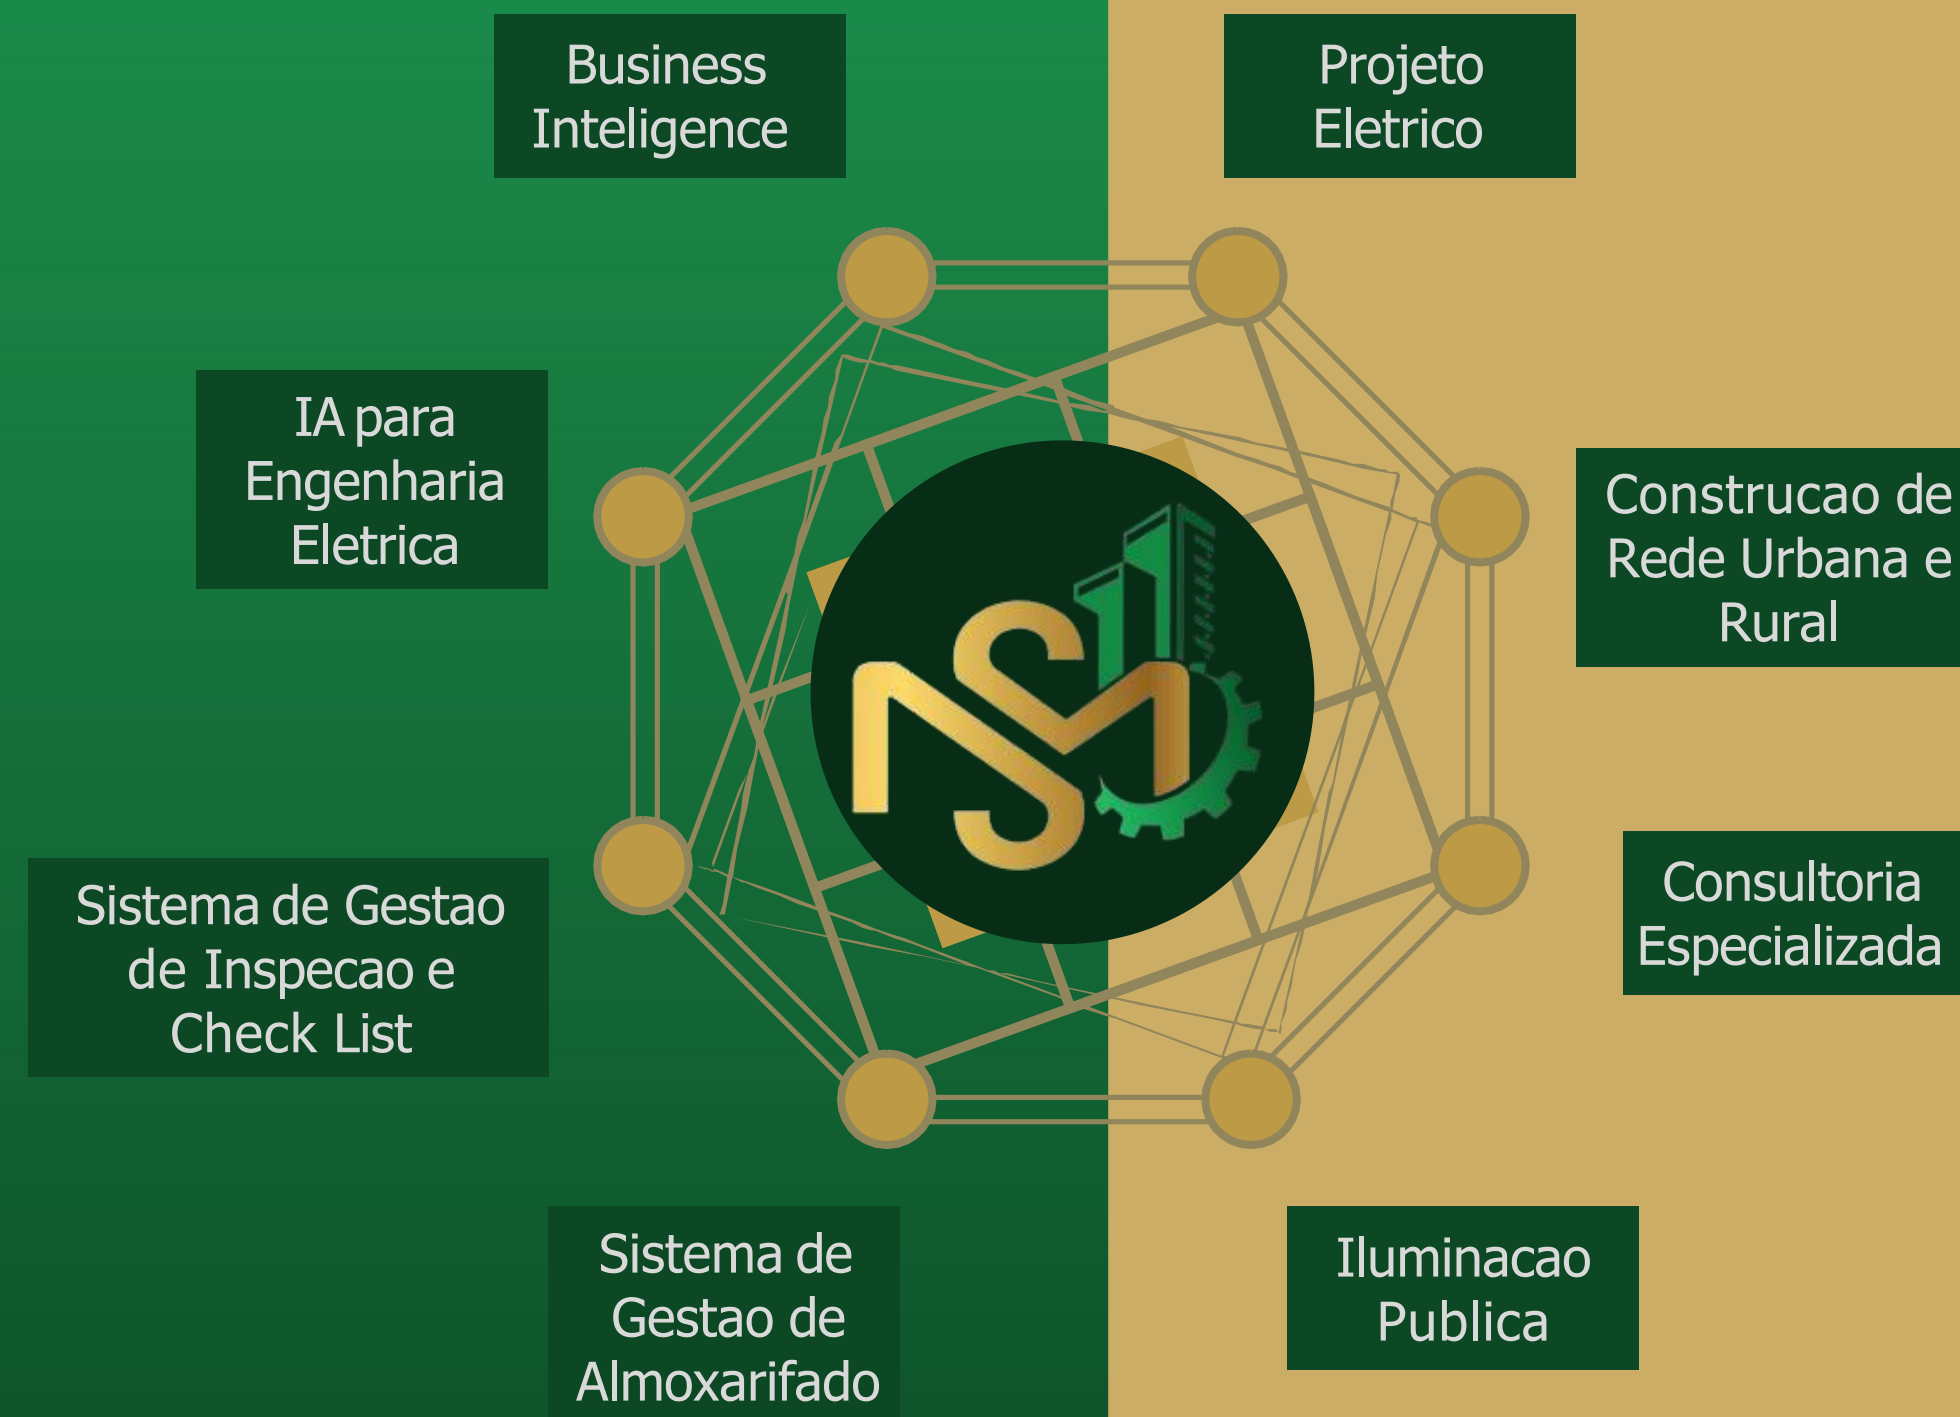 Business
Inteligence
Projeto
Eletrico
IA para
Engenharia
Eletrica
Construcao de
Rede Urbana e
Rural
Sistema de Gestao
de Inspecao e
Check List
Consultoria
Especializada
Sistema de
Gestao de
Almoxarifado
Iluminacao
Publica